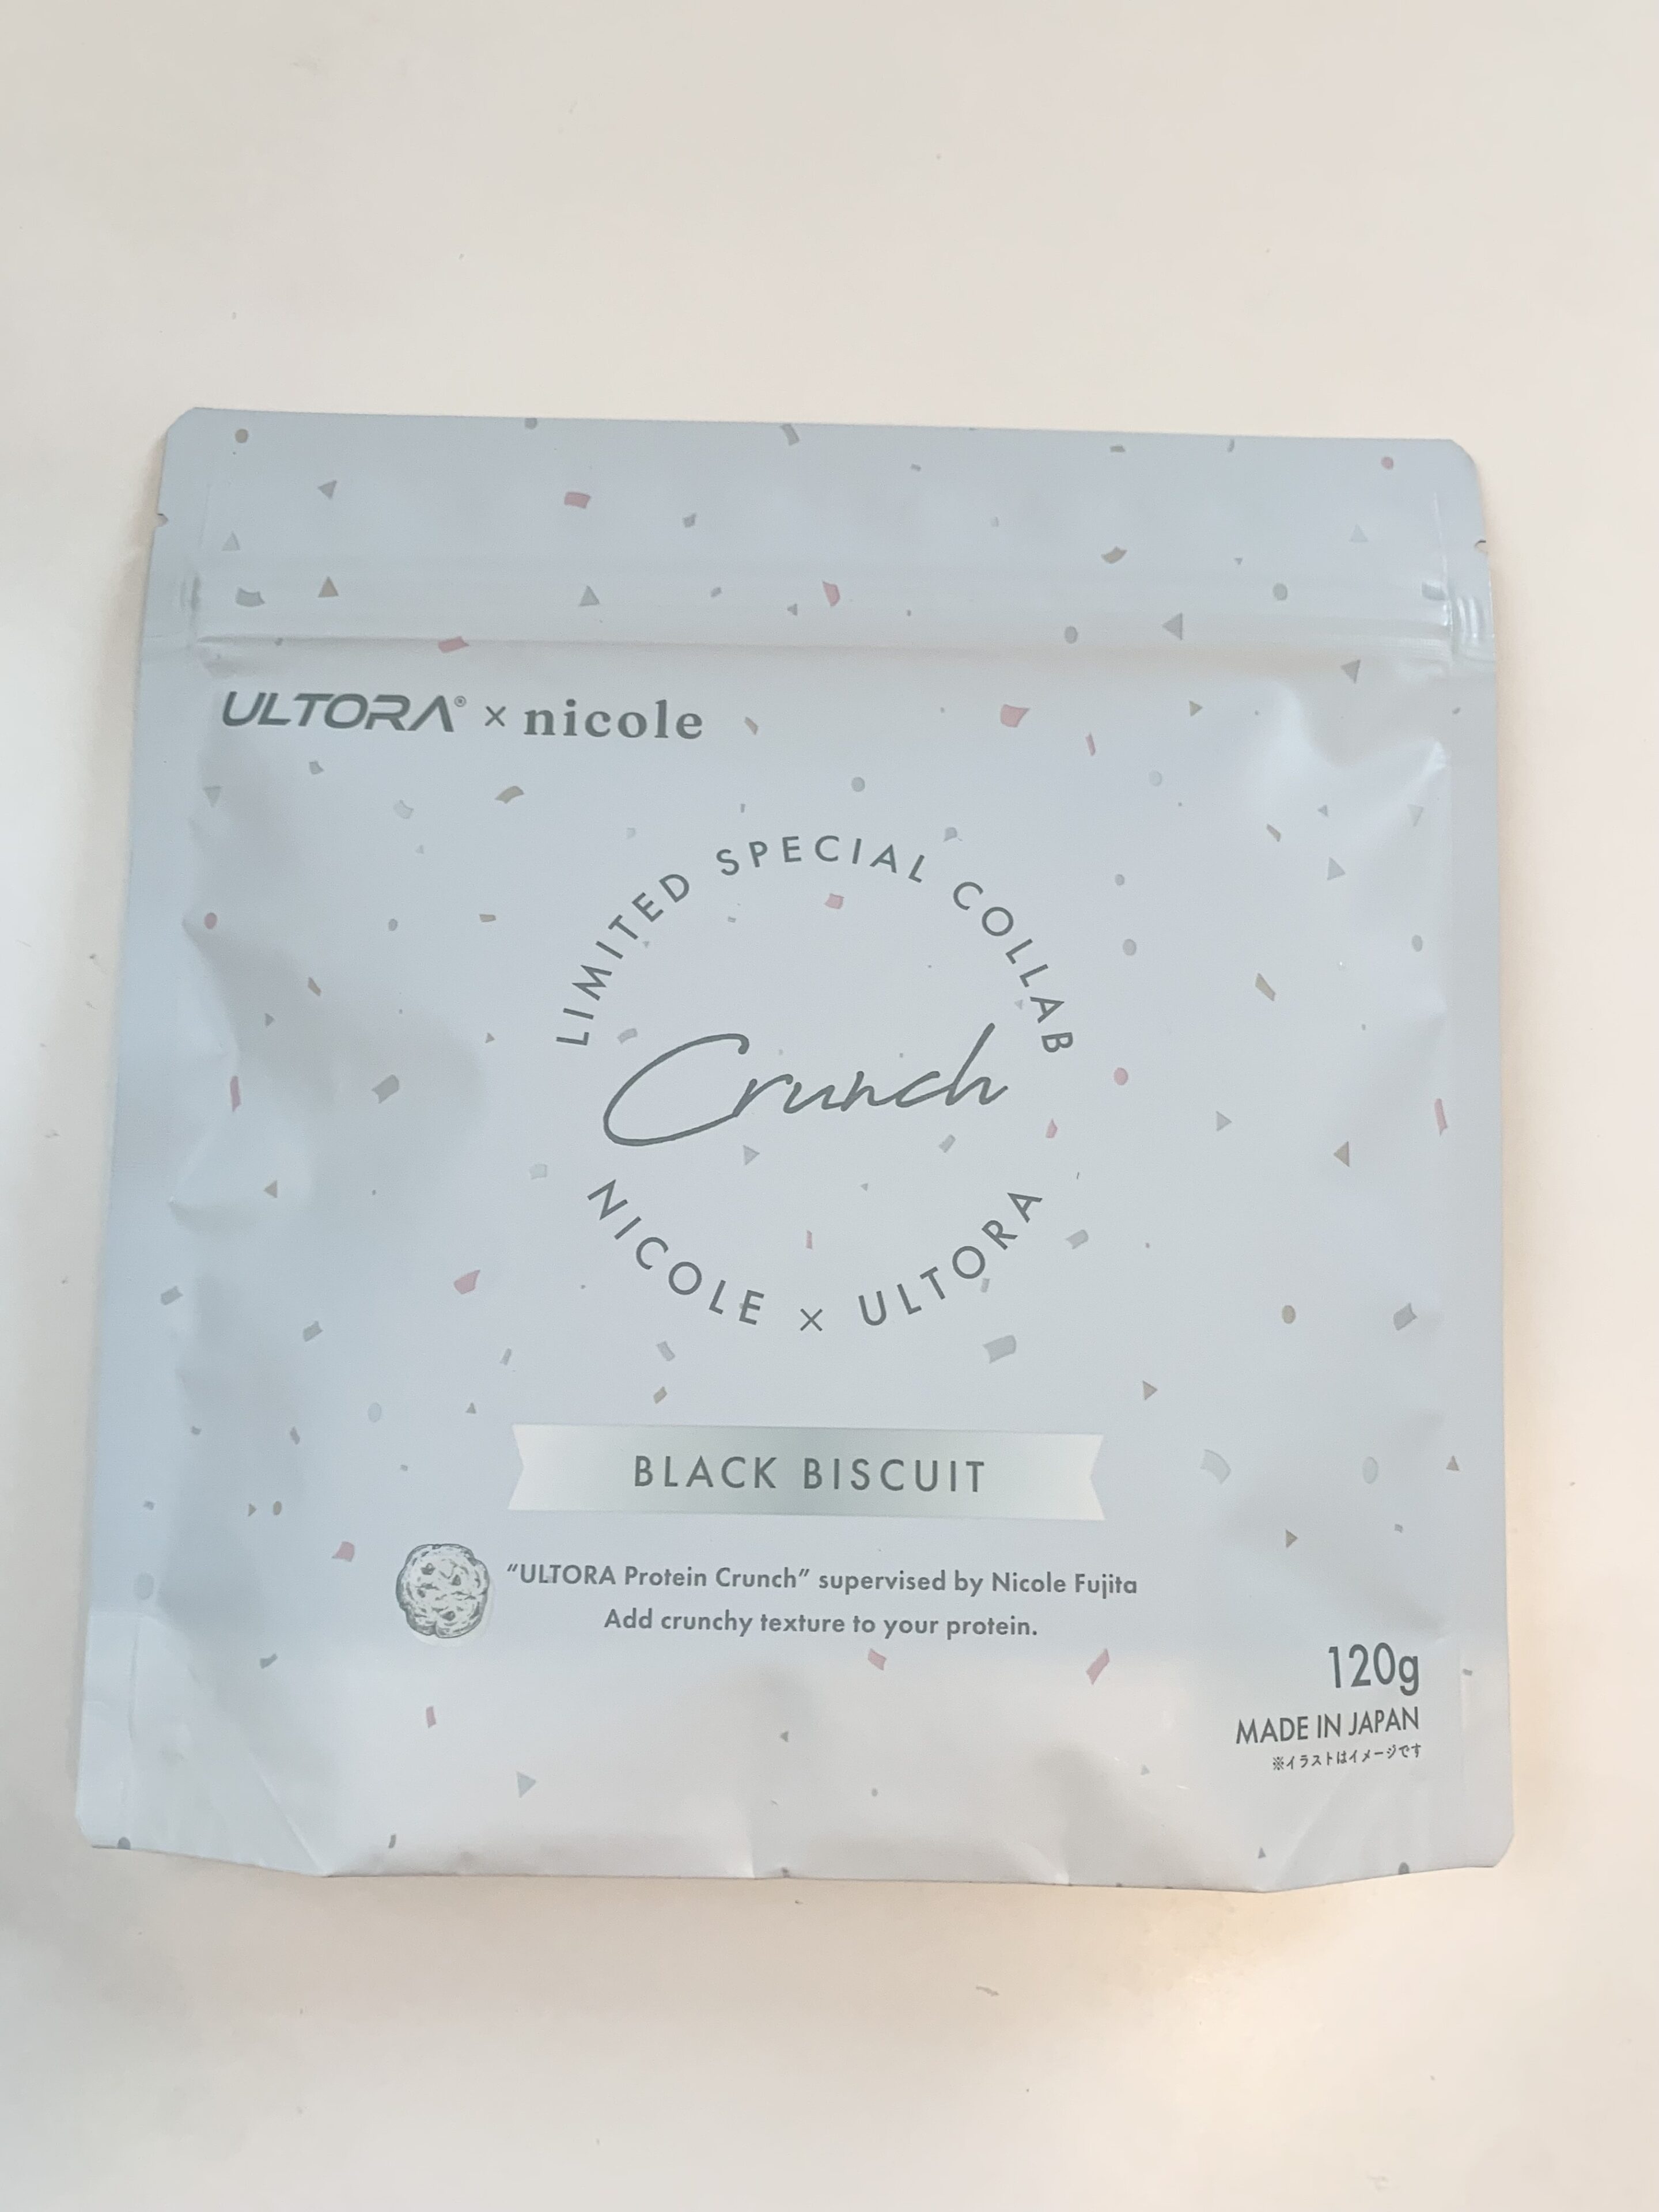 ULTORA® × nicole
LIMITED SPECIAL COLLAB
Crunch
NICOLE × ULTORA
BLACK BISCUIT
“ULTORA Protein Crunch” supervised by Nicole Fujita
Add crunchy texture to your protein.
120g
MADE IN JAPAN
※イラストはイメージです